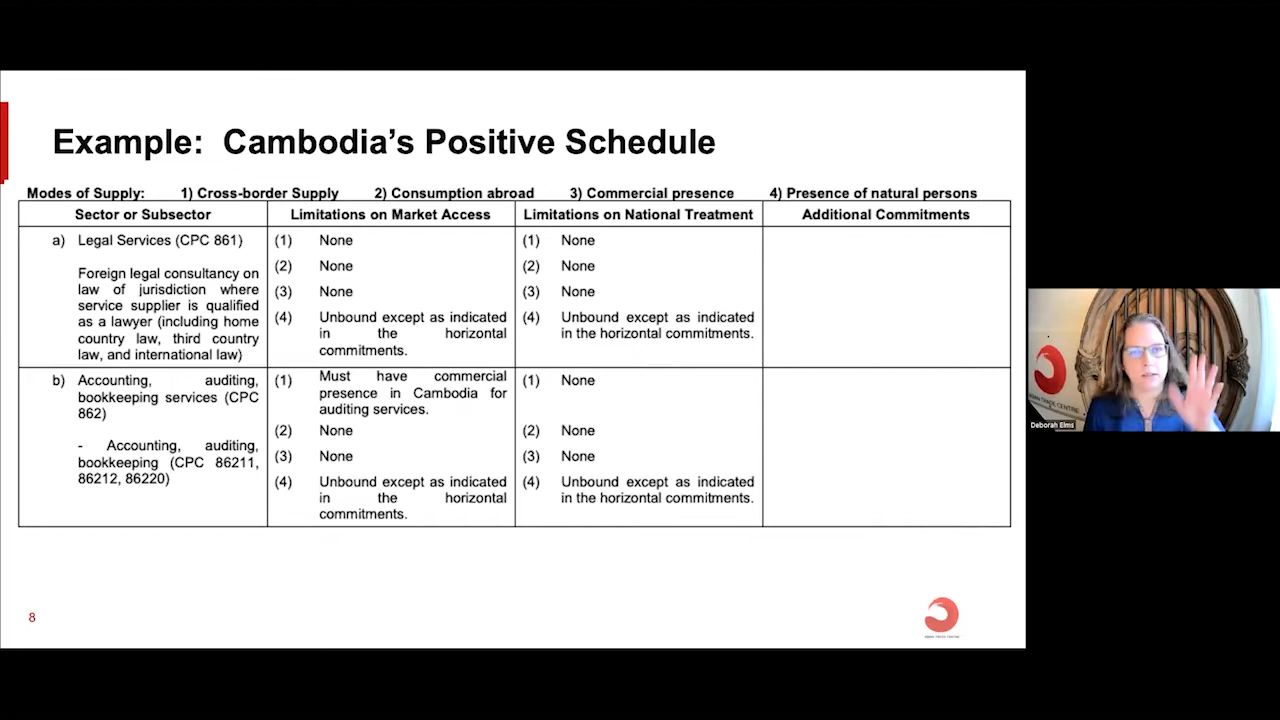 Example: Cambodia's Positive Schedule
Modes of Supply: 1) Cross-border Supply 2) Consumption abroad 3) Commercial presence 4) Presence of natural persons
Sector or Subsector
Limitations on Market Access
Limitations on National Treatment
Additional Commitments
a) Legal Services (CPC 861)
Foreign legal consultancy on
law of jurisdiction where
service supplier is qualified
as a lawyer (including home
country law, third country
law, and international law)
(1) None
(2) None
(3) None
(4) Unbound except as indicated
in the horizontal
commitments.
(1) None
(2) None
(3) None
(4) Unbound except as indicated
in the horizontal commitments.
b) Accounting, auditing,
bookkeeping services (CPC
862)
- Accounting, auditing,
bookkeeping (CPC 86211,
86212, 86220)
(1) Must have commercial
presence in Cambodia for
auditing services.
(2) None
(3) None
(4) Unbound except as indicated
in the horizontal
commitments.
(1) None
(2) None
(3) None
(4) Unbound except as indicated
in the horizontal commitments.
8
ASIAN TRADE CENTRE
TRADE CENTRE
Deborah Elms